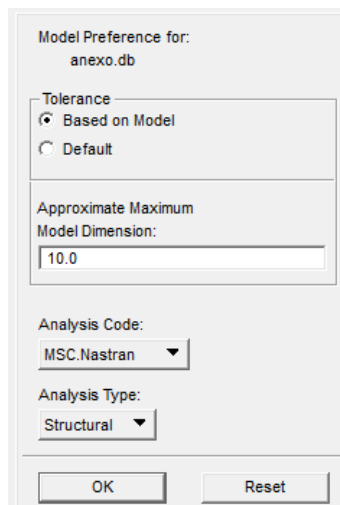 Model Preference for:
anexo.db
Tolerance
Based on Model
Default
Approximate Maximum
Model Dimension:
10.0
Analysis Code:
MSC.Nastran
Analysis Type:
Structural
OK Reset